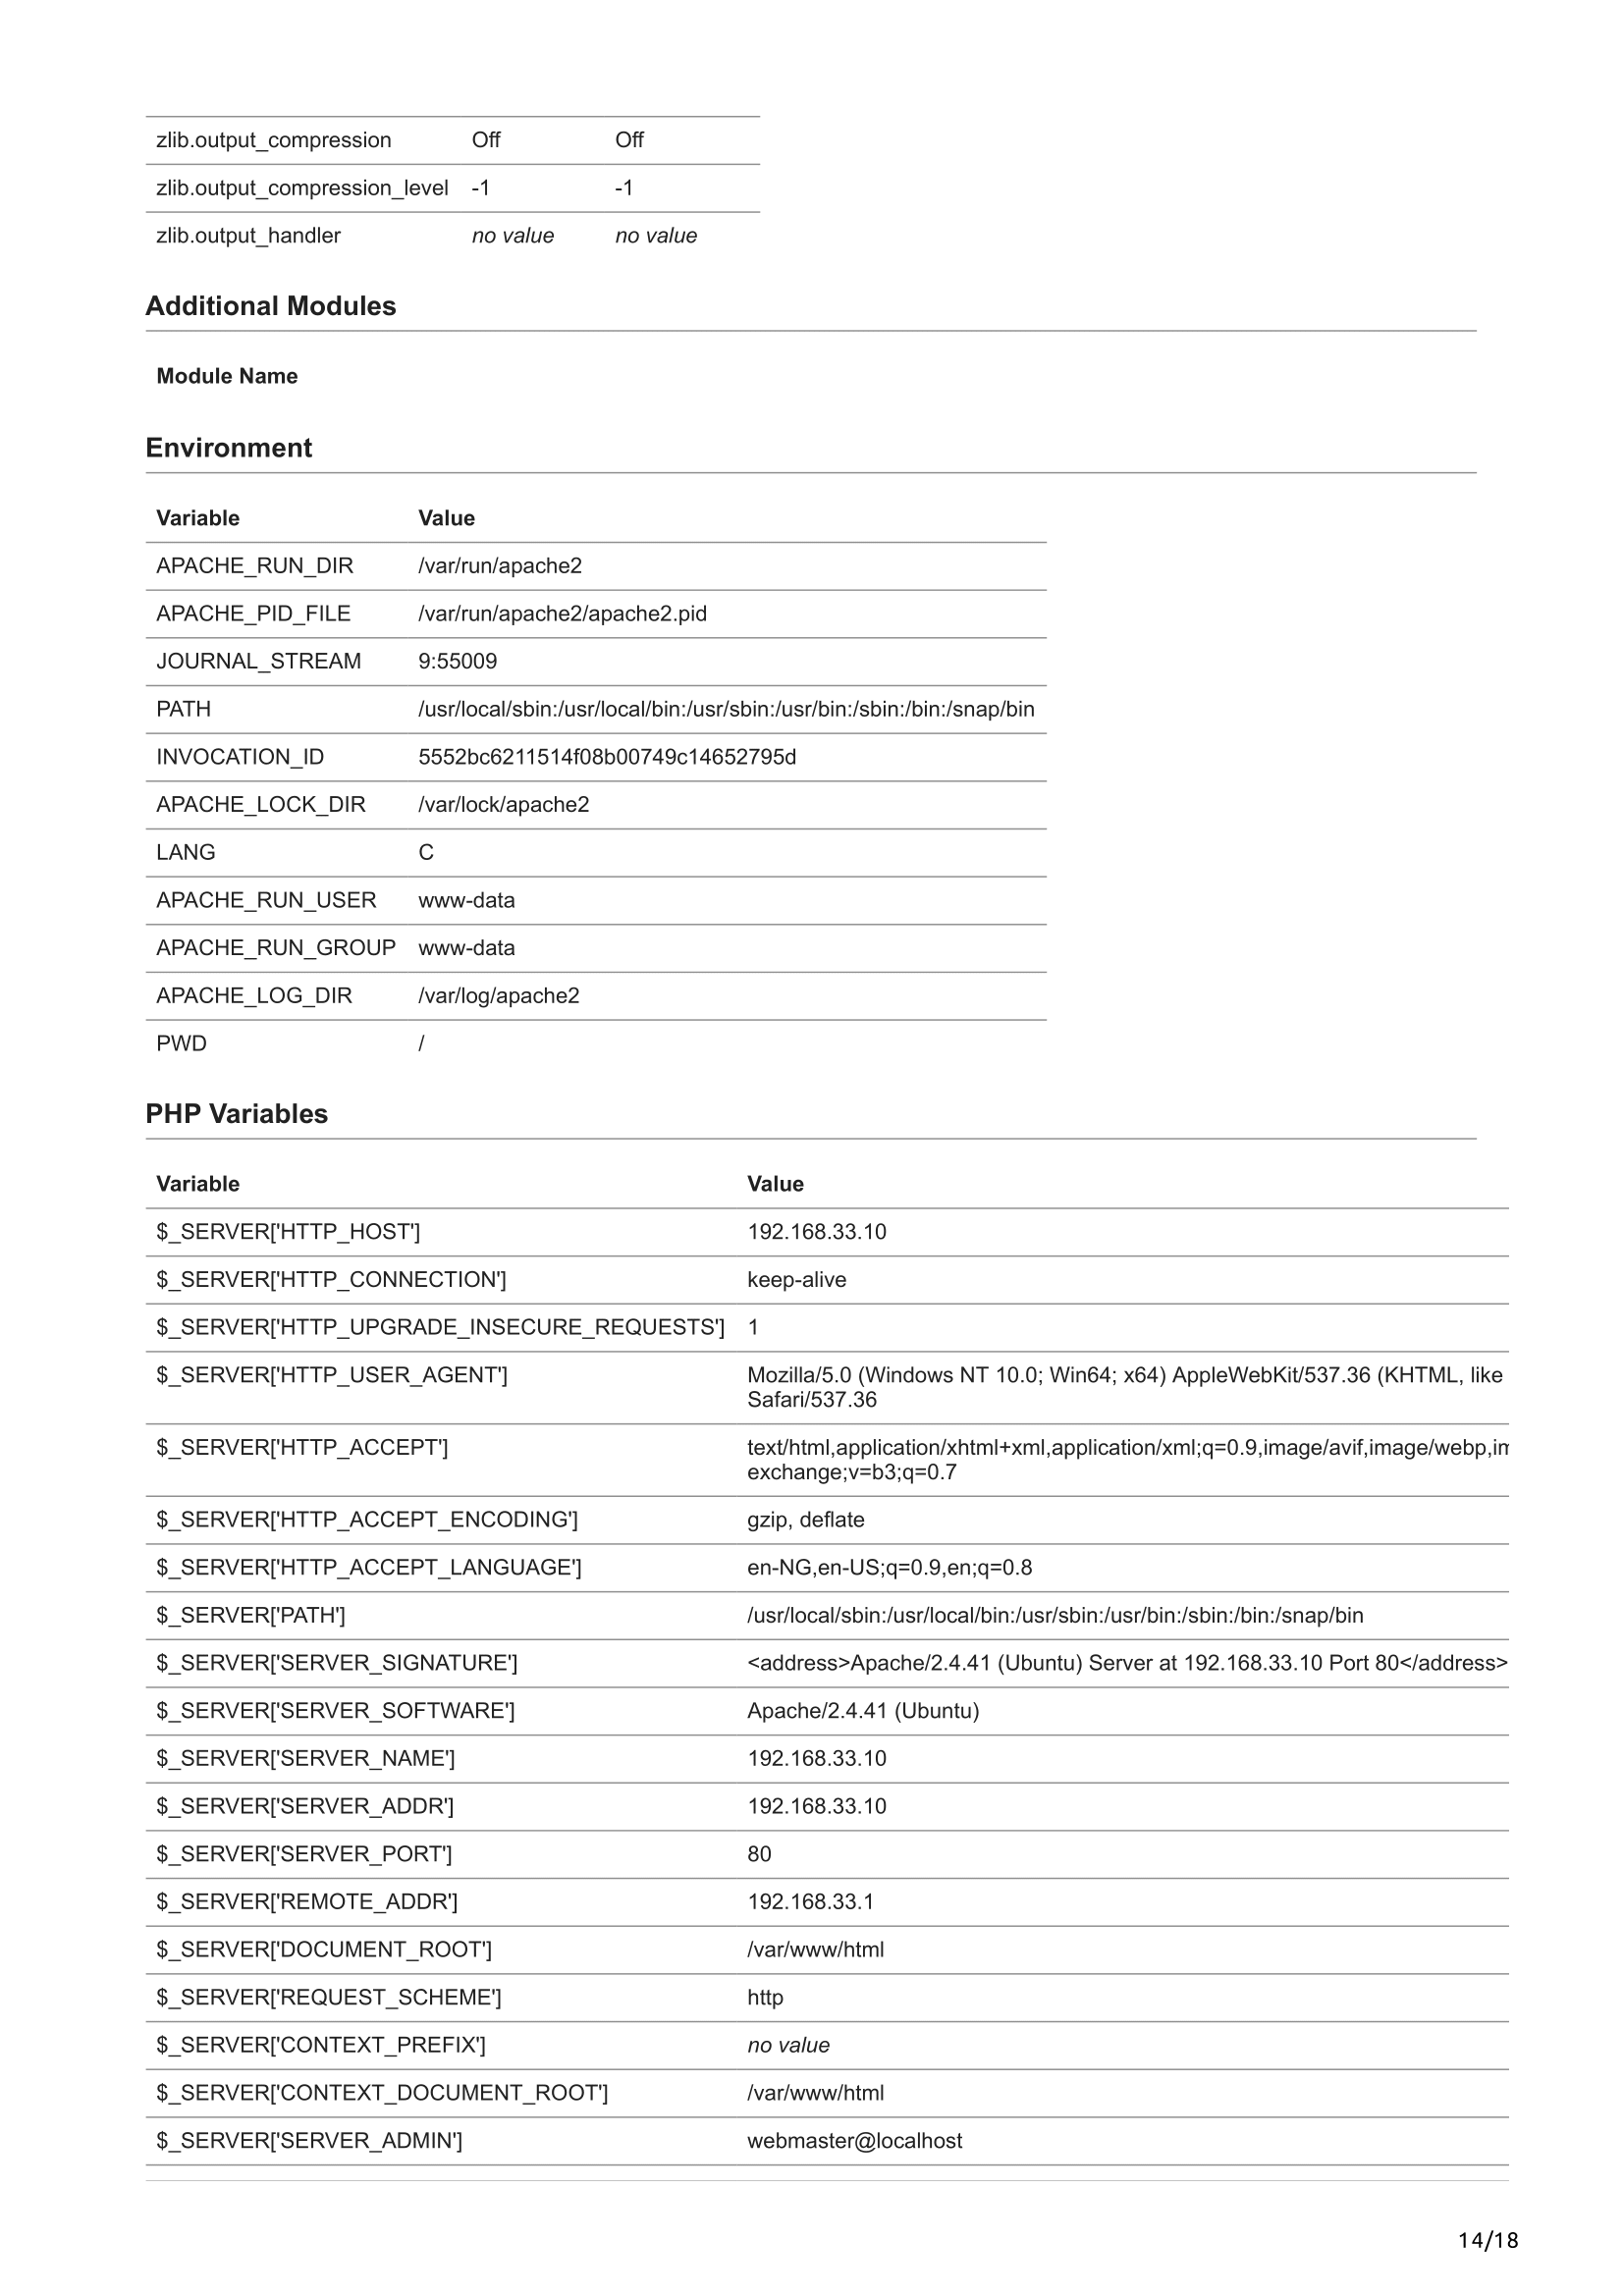 zlib.output_compression Off Off
zlib.output_compression_level -1 -1
zlib.output_handler no value no value
Additional Modules
Module Name
Environment
Variable Value
APACHE_RUN_DIR /var/run/apache2
APACHE_PID_FILE /var/run/apache2/apache2.pid
JOURNAL_STREAM 9:55009
PATH /usr/local/sbin:/usr/local/bin:/usr/sbin:/usr/bin:/sbin:/bin:/snap/bin
INVOCATION_ID 5552bc6211514f08b00749c14652795d
APACHE_LOCK_DIR /var/lock/apache2
LANG C
APACHE_RUN_USER www-data
APACHE_RUN_GROUP www-data
APACHE_LOG_DIR /var/log/apache2
PWD /
PHP Variables
Variable Value
$_SERVER['HTTP_HOST'] 192.168.33.10
$_SERVER['HTTP_CONNECTION'] keep-alive
$_SERVER['HTTP_UPGRADE_INSECURE_REQUESTS'] 1
$_SERVER['HTTP_USER_AGENT'] Mozilla/5.0 (Windows NT 10.0; Win64; x64) AppleWebKit/537.36 (KHTML, like
Safari/537.36
$_SERVER['HTTP_ACCEPT'] text/html,application/xhtml+xml,application/xml;q=0.9,image/avif,image/webp,im
exchange;v=b3;q=0.7
$_SERVER['HTTP_ACCEPT_ENCODING'] gzip, deflate
$_SERVER['HTTP_ACCEPT_LANGUAGE'] en-NG,en-US;q=0.9,en;q=0.8
$_SERVER['PATH'] /usr/local/sbin:/usr/local/bin:/usr/sbin:/usr/bin:/sbin:/bin:/snap/bin
$_SERVER['SERVER_SIGNATURE'] <address>Apache/2.4.41 (Ubuntu) Server at 192.168.33.10 Port 80</address>
$_SERVER['SERVER_SOFTWARE'] Apache/2.4.41 (Ubuntu)
$_SERVER['SERVER_NAME'] 192.168.33.10
$_SERVER['SERVER_ADDR'] 192.168.33.10
$_SERVER['SERVER_PORT'] 80
$_SERVER['REMOTE_ADDR'] 192.168.33.1
$_SERVER['DOCUMENT_ROOT'] /var/www/html
$_SERVER['REQUEST_SCHEME'] http
$_SERVER['CONTEXT_PREFIX'] no value
$_SERVER['CONTEXT_DOCUMENT_ROOT'] /var/www/html
$_SERVER['SERVER_ADMIN'] webmaster@localhost
14/18